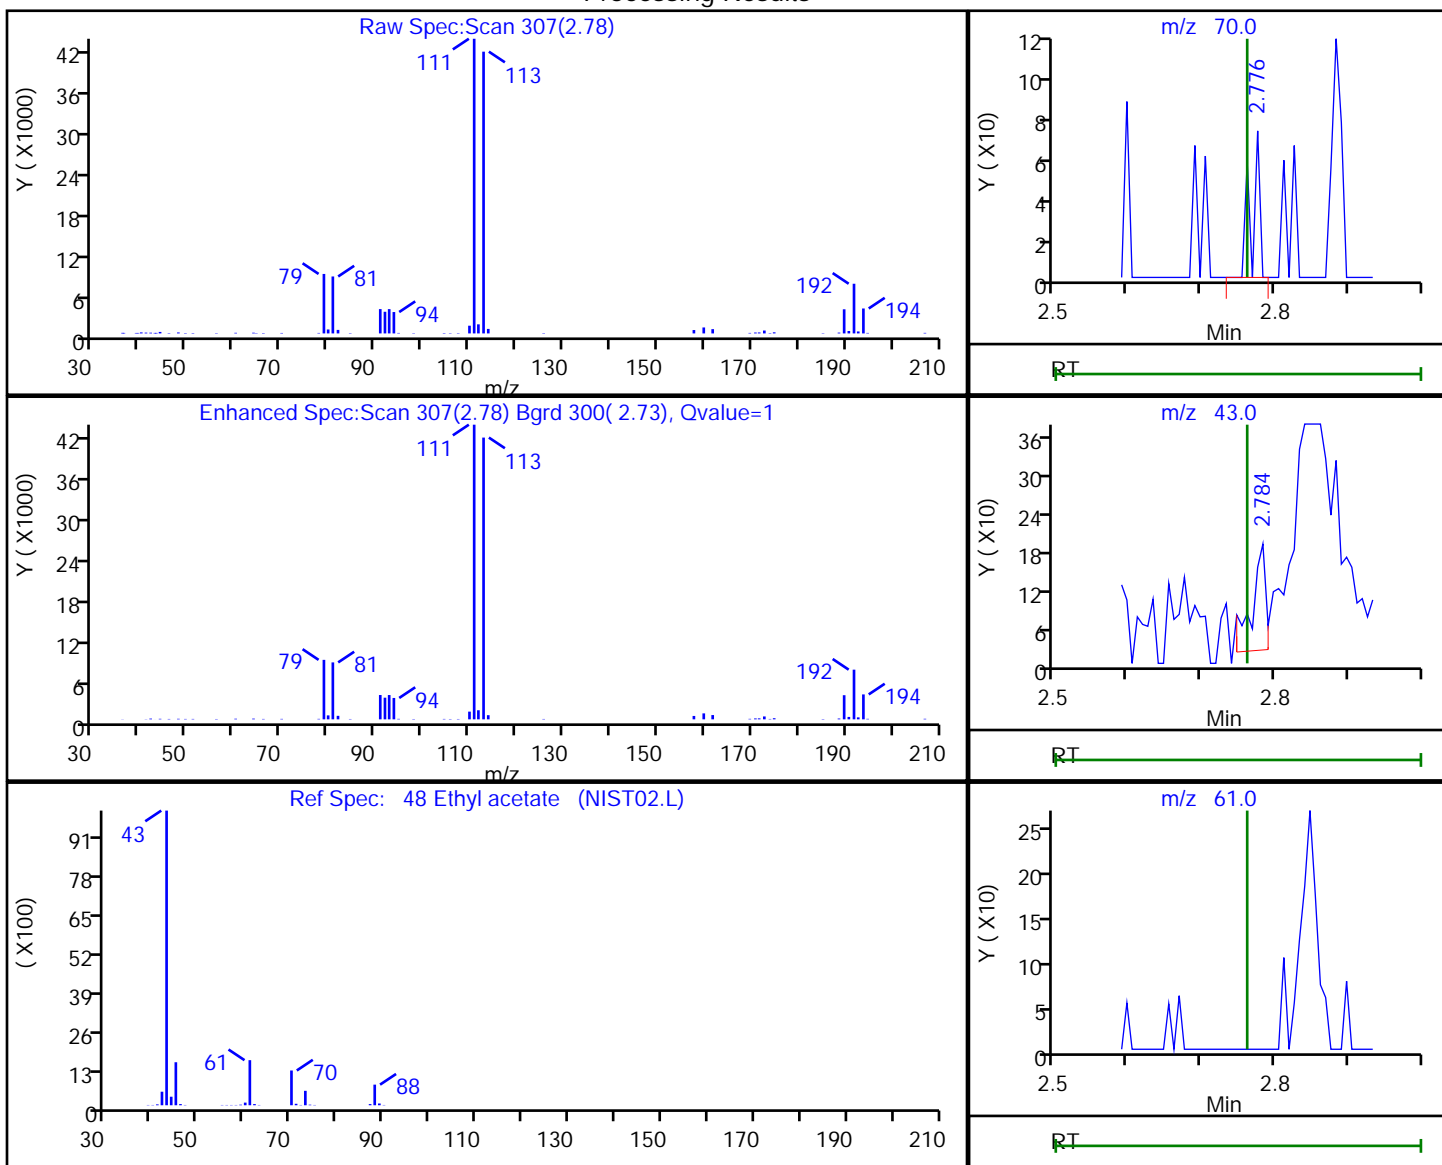 Processing Results
Raw Spec:Scan 307(2.78)
Y ( X1000)
42
36
30
24
18
12
6
0
111
113
79
81
94
192
194
30 50 70 90 110 130 150 170 190 210
m/z
m/z 70.0
Y ( X10)
12
10
8
6
4
2
0
2.776
2.5 2.8
Min
RT
Enhanced Spec:Scan 307(2.78) Bgrd 300( 2.73), Qvalue=1
Y ( X1000)
42
36
30
24
18
12
6
0
111
113
79
81
94
192
194
30 50 70 90 110 130 150 170 190 210
m/z
m/z 43.0
Y ( X10)
36
30
24
18
12
6
0
2.784
2.5 2.8
Min
RT
Ref Spec: 48 Ethyl acetate (NIST02.L)
( X100)
91
78
65
52
39
26
13
0
43
61
70
88
30 50 70 90 110 130 150 170 190 210
m/z 61.0
Y ( X10)
25
20
15
10
5
0
2.5 2.8
Min
RT